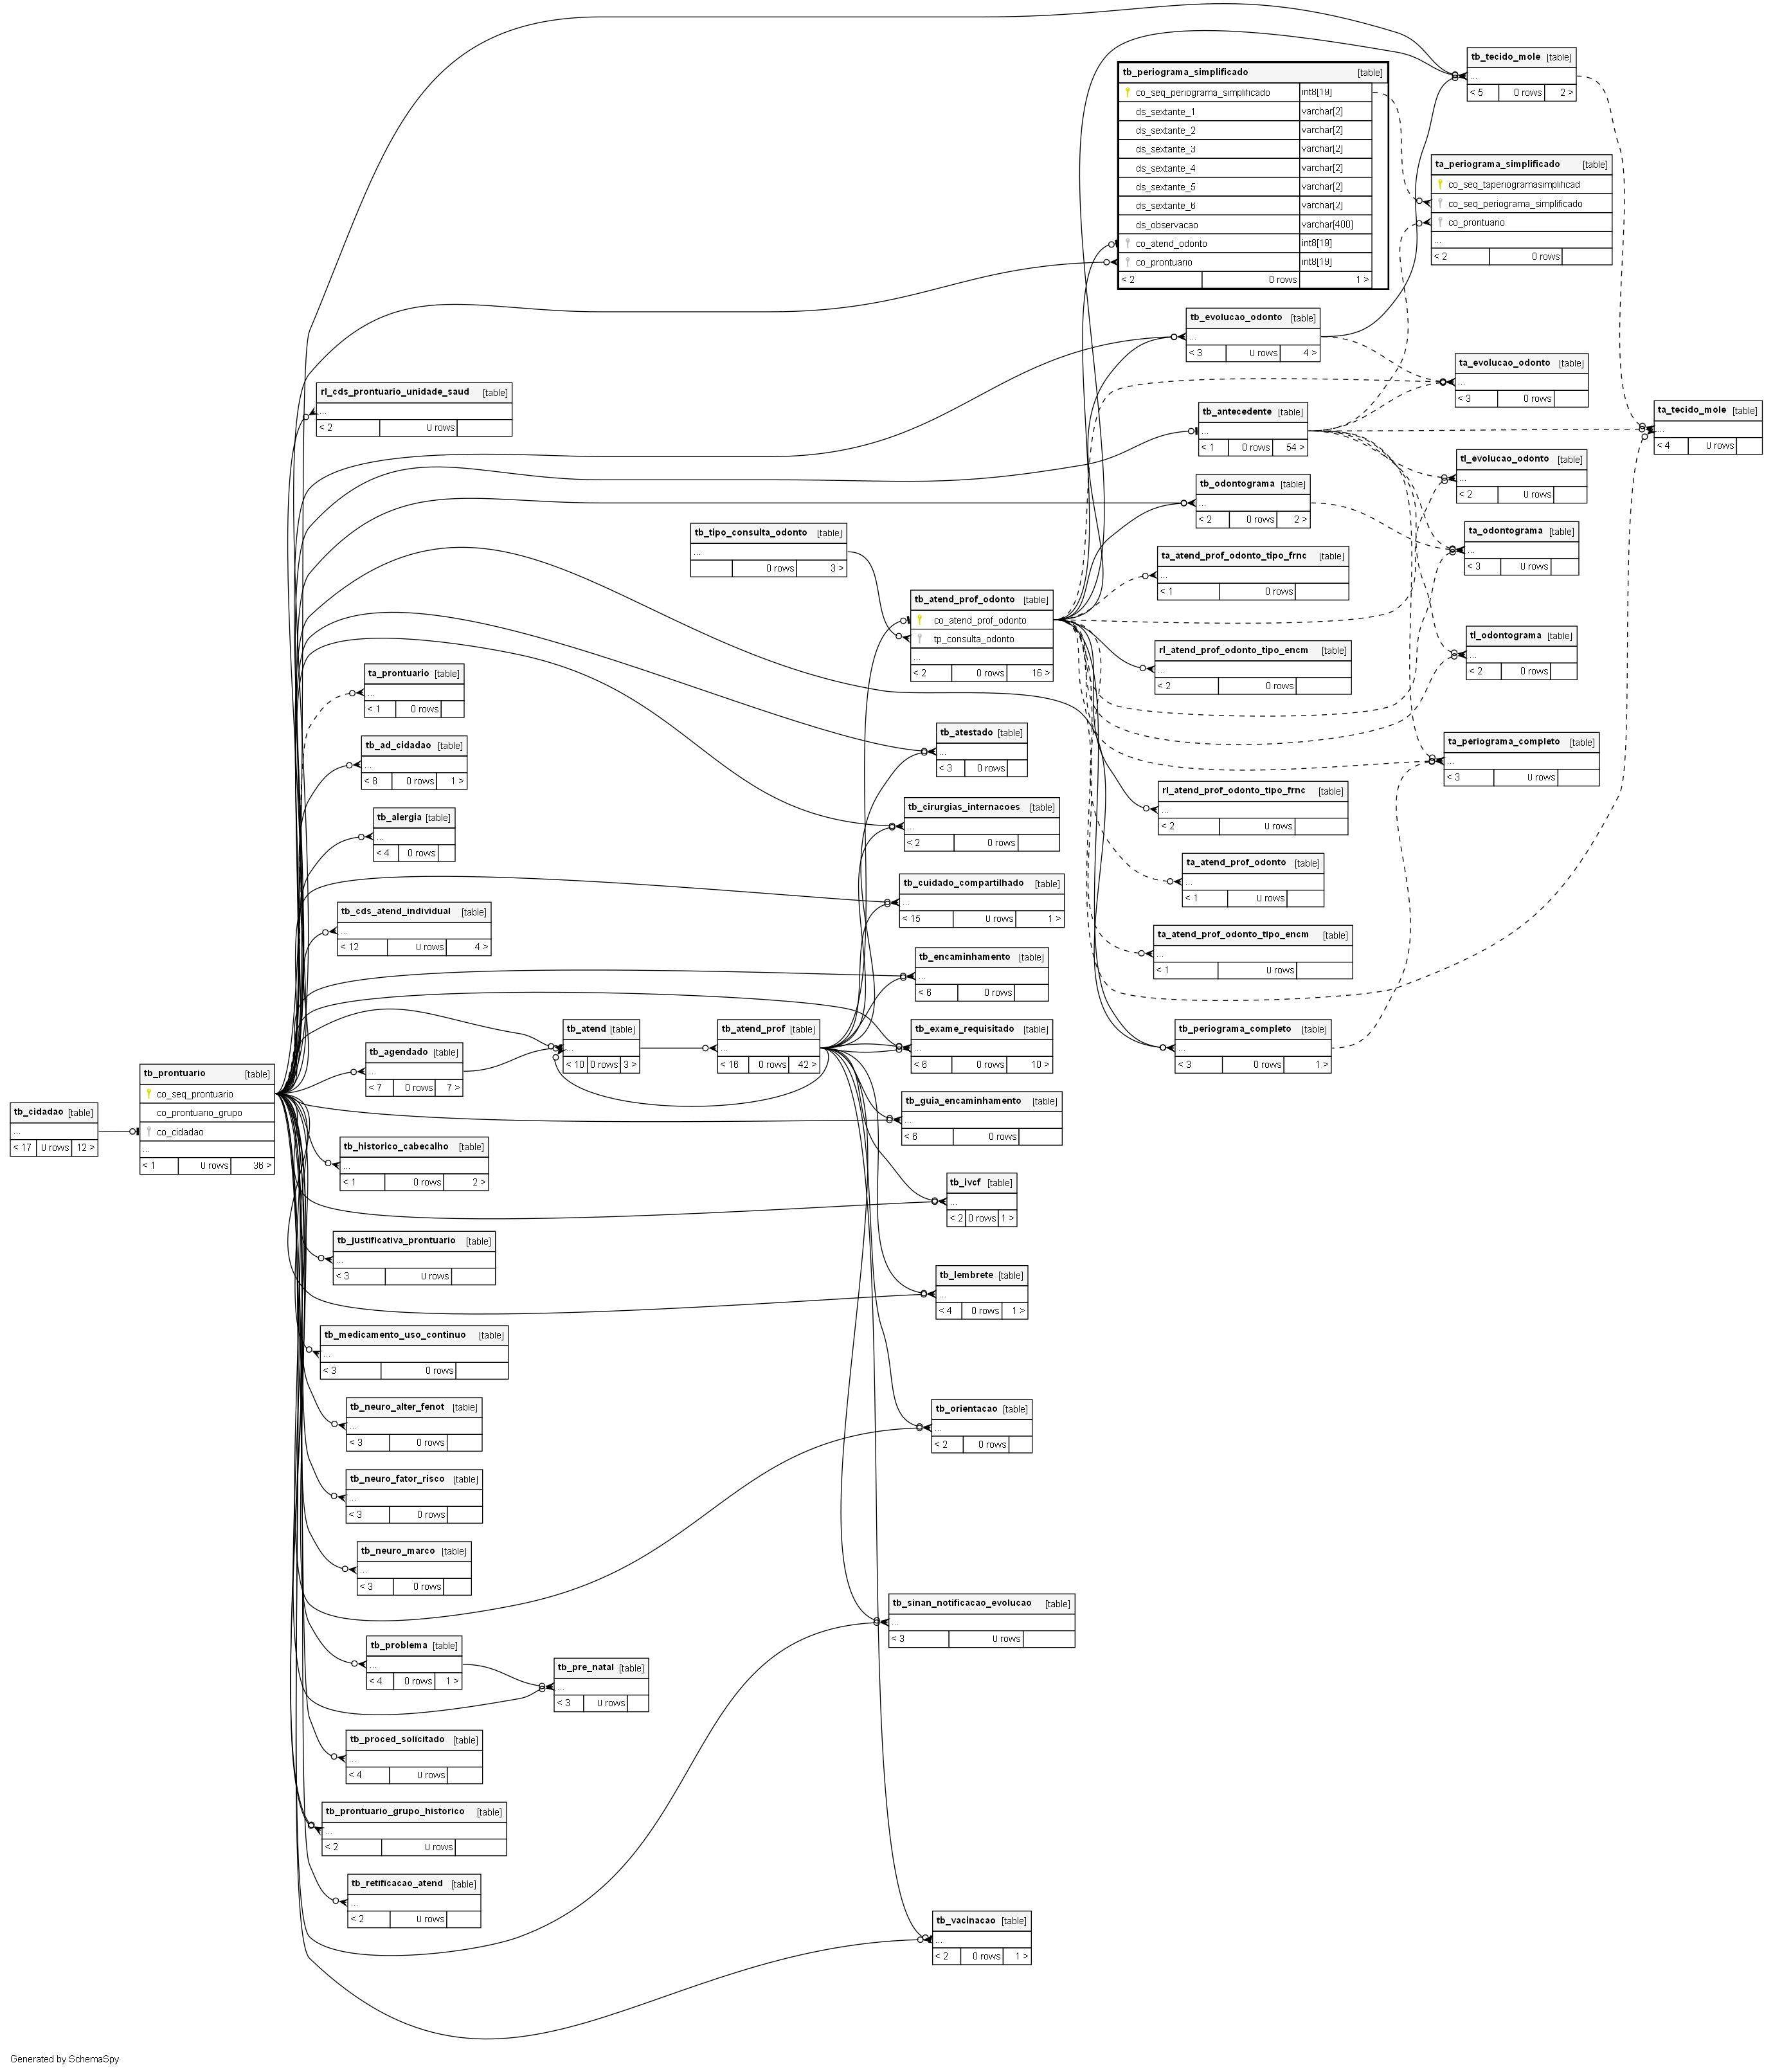 tb_tecido_mole [table]
...
< 5 0 rows 2 >
tb_periograma_simplificado [table]
co_seq_periograma_simplificado int8[19]
ds_sextante_1 varchar[2]
ds_sextante_2 varchar[2]
ds_sextante_3 varchar[2]
ds_sextante_4 varchar[2]
ds_sextante_5 varchar[2]
ds_sextante_6 varchar[2]
ds_observacao varchar[400]
co_atend_odonto int8[19]
co_prontuario int8[19]
< 2 0 rows 1 >
ta_periograma_simplificado [table]
co_seq_taperiogramasimplificad
co_seq_periograma_simplificado
co_prontuario
...
< 2 0 rows
tb_evolucao_odonto [table]
...
< 3 0 rows 4 >
ta_evolucao_odonto [table]
...
< 3 0 rows
rl_cds_prontuario_unidade_saud [table]
...
< 2 0 rows
tb_antecedente [table]
...
< 1 0 rows 54 >
ta_tecido_mole [table]
...
< 4 0 rows
tl_evolucao_odonto [table]
...
< 2 0 rows
tb_odontograma [table]
...
< 2 0 rows 2 >
ta_odontograma [table]
...
< 3 0 rows
tb_tipo_consulta_odonto [table]
...
0 rows 3 >
ta_atend_prof_odonto_tipo_frnc [table]
...
< 1 0 rows
tb_atend_prof_odonto [table]
co_atend_prof_odonto
tp_consulta_odonto
...
< 2 0 rows 16 >
tl_odontograma [table]
...
< 2 0 rows
rl_atend_prof_odonto_tipo_encm [table]
...
< 2 0 rows
ta_prontuario [table]
...
< 1 0 rows
tb_atestado [table]
...
< 3 0 rows
ta_periograma_completo [table]
...
< 3 0 rows
tb_ad_cidadao [table]
...
< 8 0 rows 1 >
rl_atend_prof_odonto_tipo_frnc [table]
...
< 2 0 rows
tb_cirurgias_internacoes [table]
...
< 2 0 rows
tb_alergia [table]
...
< 4 0 rows
ta_atend_prof_odonto [table]
...
< 1 0 rows
tb_cuidado_compartilhado [table]
...
< 15 0 rows 1 >
tb_cds_atend_individual [table]
...
< 12 0 rows 4 >
ta_atend_prof_odonto_tipo_encm [table]
...
< 1 0 rows
tb_encaminhamento [table]
...
< 6 0 rows
tb_atend [table]
...
< 10 0 rows 3 >
tb_atend_prof [table]
...
< 16 0 rows 42 >
tb_exame_requisitado [table]
...
< 6 0 rows 10 >
tb_periograma_completo [table]
...
< 3 0 rows 1 >
tb_agendado [table]
...
< 7 0 rows 7 >
tb_prontuario [table]
co_seq_prontuario
co_prontuario_grupo
co_cidadao
...
< 1 0 rows 36 >
tb_cidadao [table]
...
< 17 0 rows 12 >
tb_guia_encaminhamento [table]
...
< 6 0 rows
tb_historico_cabecalho [table]
...
< 1 0 rows 2 >
tb_ivcf [table]
...
< 2 0 rows 1 >
tb_justificativa_prontuario [table]
...
< 3 0 rows
tb_lembrete [table]
...
< 4 0 rows 1 >
tb_medicamento_uso_continuo [table]
...
< 3 0 rows
tb_neuro_alter_fenot [table]
...
< 3 0 rows
tb_orientacao [table]
...
< 2 0 rows
tb_neuro_fator_risco [table]
...
< 3 0 rows
tb_neuro_marco [table]
...
< 3 0 rows
tb_sinan_notificacao_evolucao [table]
...
< 3 0 rows
tb_problema [table]
...
< 4 0 rows 1 >
tb_pre_natal [table]
...
< 3 0 rows
tb_proced_solicitado [table]
...
< 4 0 rows
tb_prontuario_grupo_historico [table]
...
< 2 0 rows
tb_retificacao_atend [table]
...
< 2 0 rows
tb_vacinacao [table]
...
< 2 0 rows 1 >
Generated by SchemaSpy